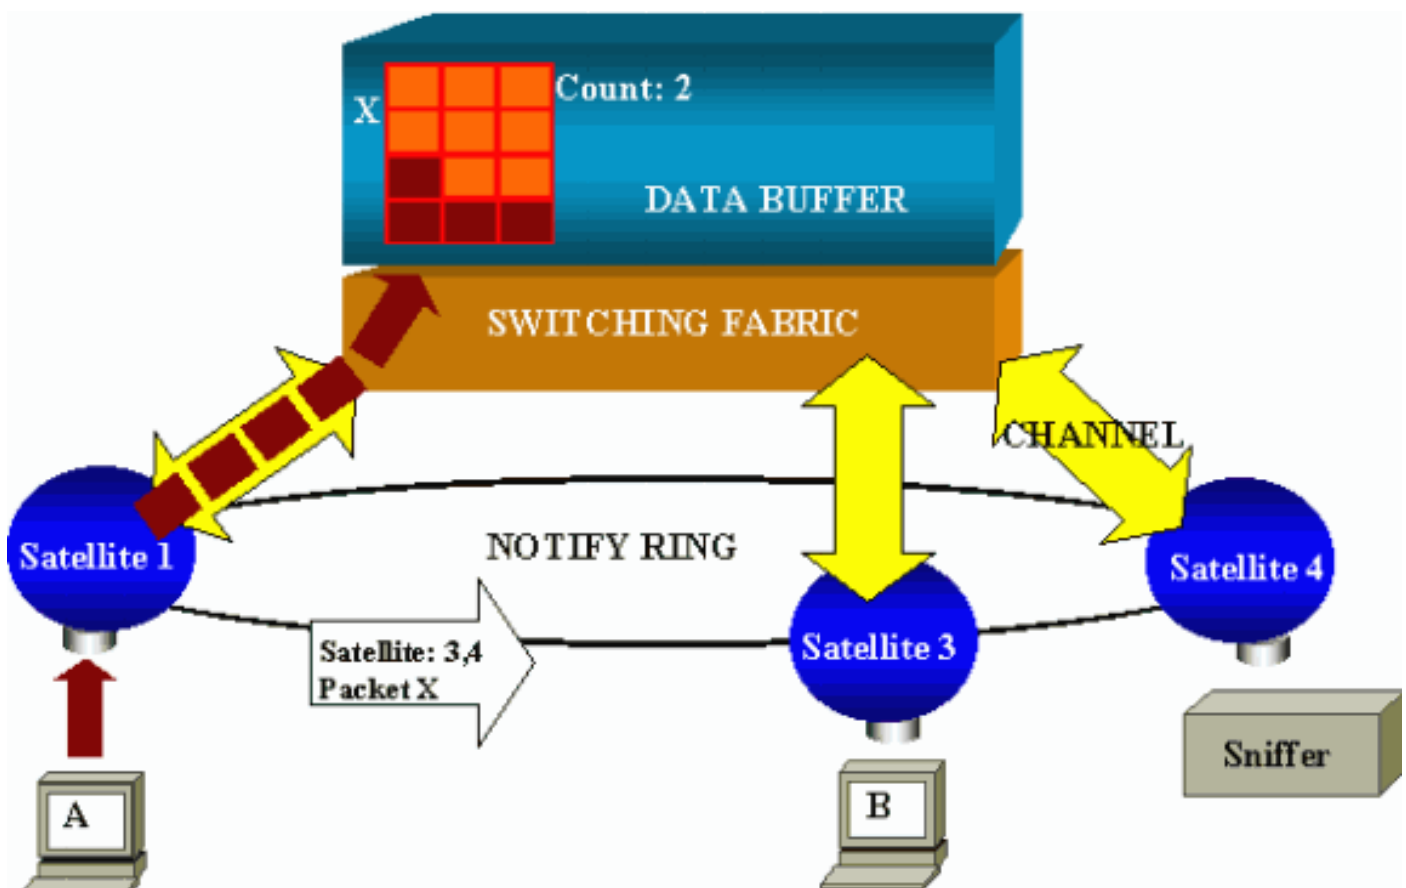 Count: 2
X
DATA BUFFER
SWITCHING FABRIC
CHANNEL
NOTIFY RING
Satellite 1
Satellite 4
Satellite 3
Satellite: 3,4
Packet X
Sniffer
A
B